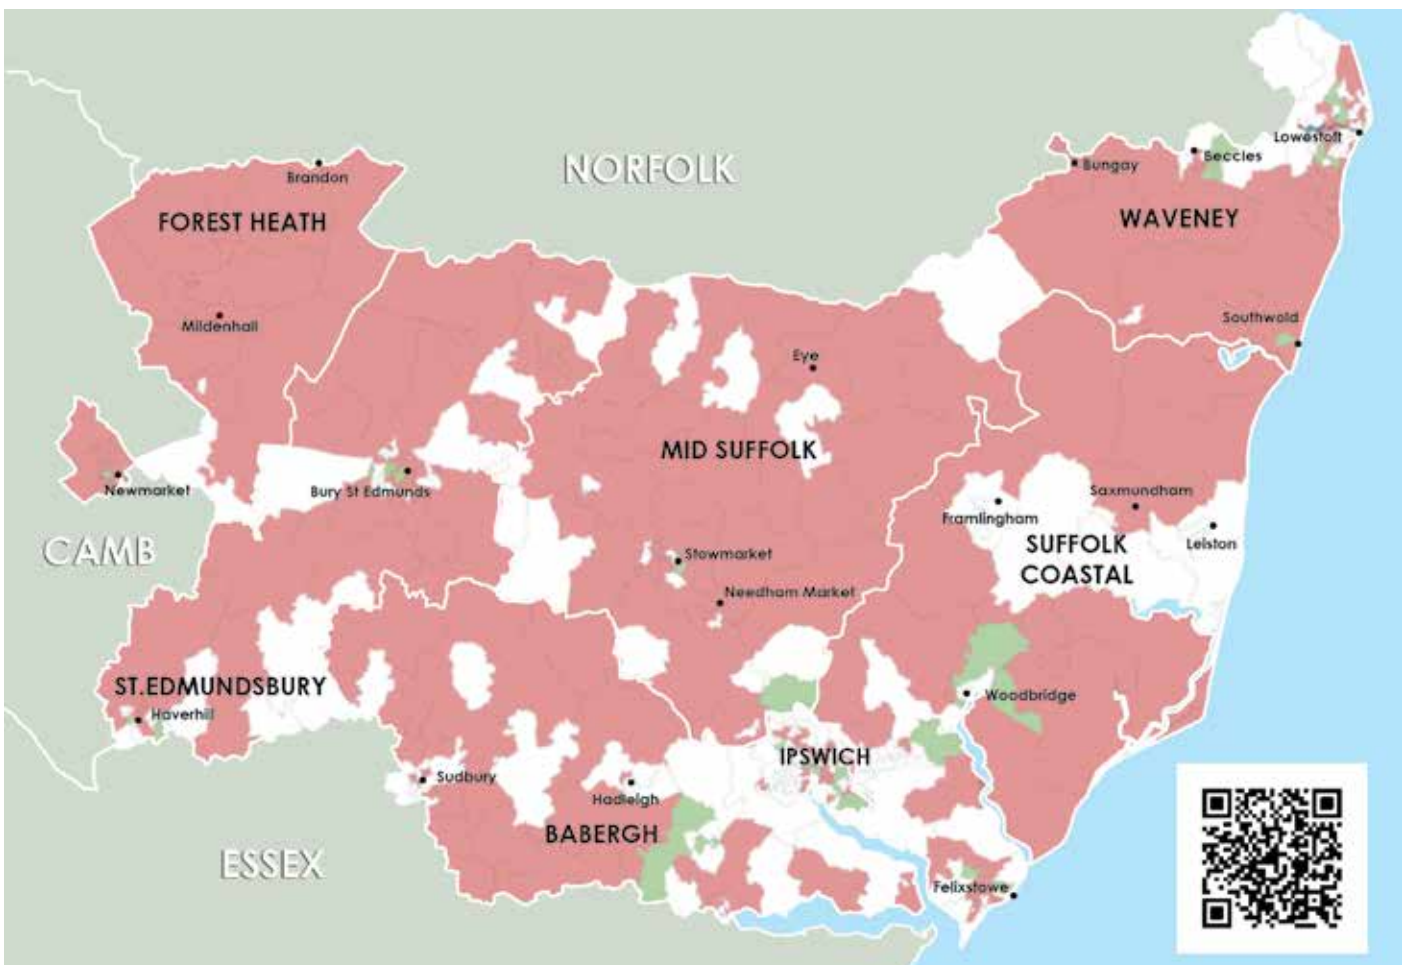 NORFOLK
Lowestoft
Beccles
Bungay
Brandon
FOREST HEATH
WAVENEY
Mildenhall
Southwold
Eye
MID SUFFOLK
Newmarket
Bury St Edmunds
Saxmundham
Framlingham
CAMB
SUFFOLK
COASTAL
Leiston
Stowmarket
Needham Market
ST.EDMUNDSBURY
Haverhill
Woodbridge
IPSWICH
Sudbury
Hadleigh
BABERGH
ESSEX
Felixstowe